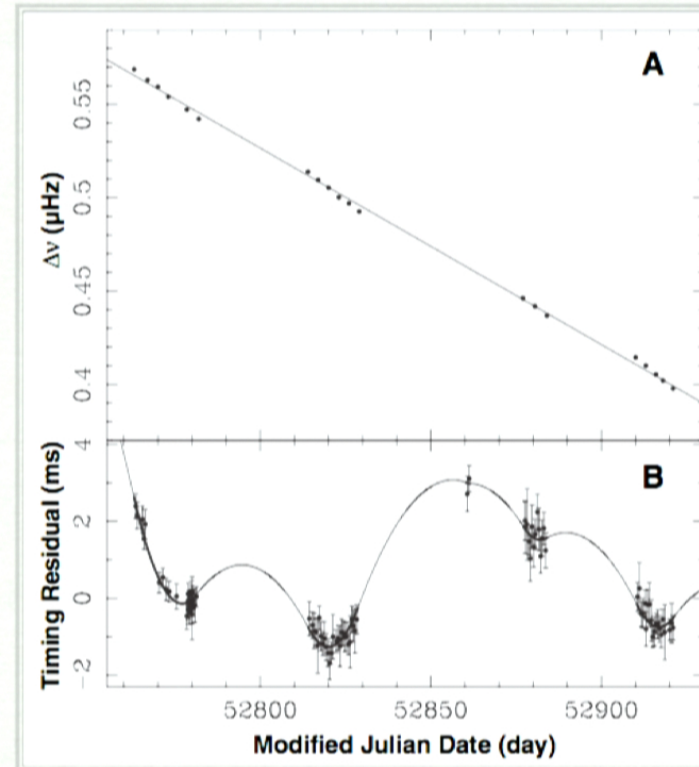 A
Δν (μHz)
0.55
0.5
0.45
0.4
B
Timing Residual (ms)
4
2
0
−2
52800
52850
52900
Modified Julian Date (day)